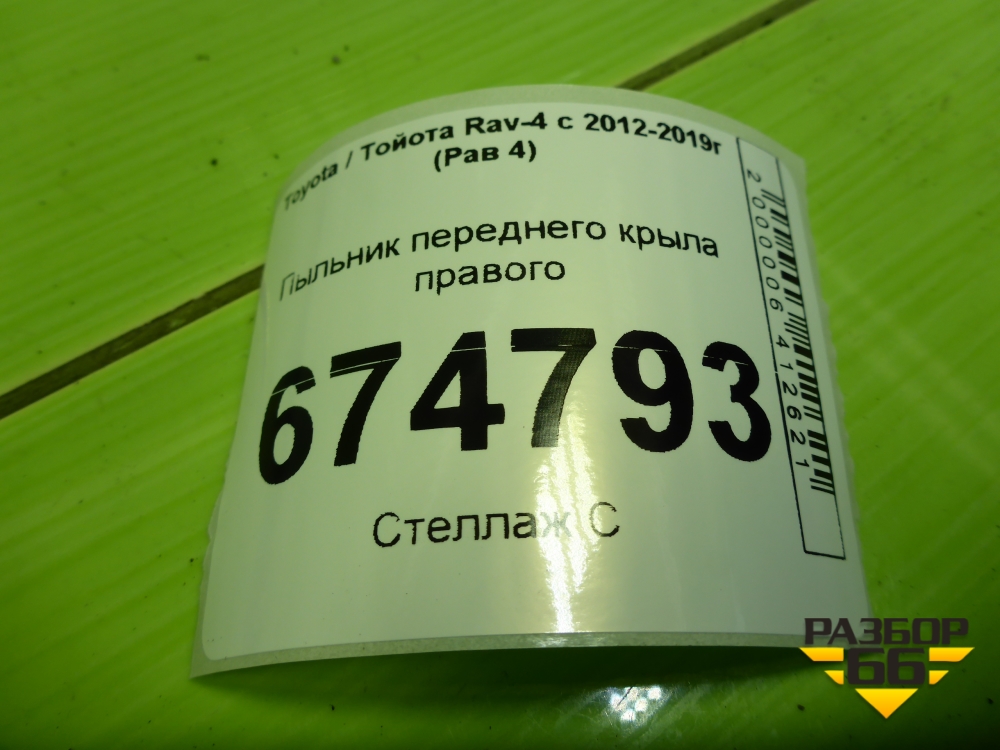 Toyota / Тойота Rav-4 с 2012-2019г
(Рав 4)
Пыльник переднего крыла
правого
674793
Стеллаж С
2000006412621
РАЗБОР
66